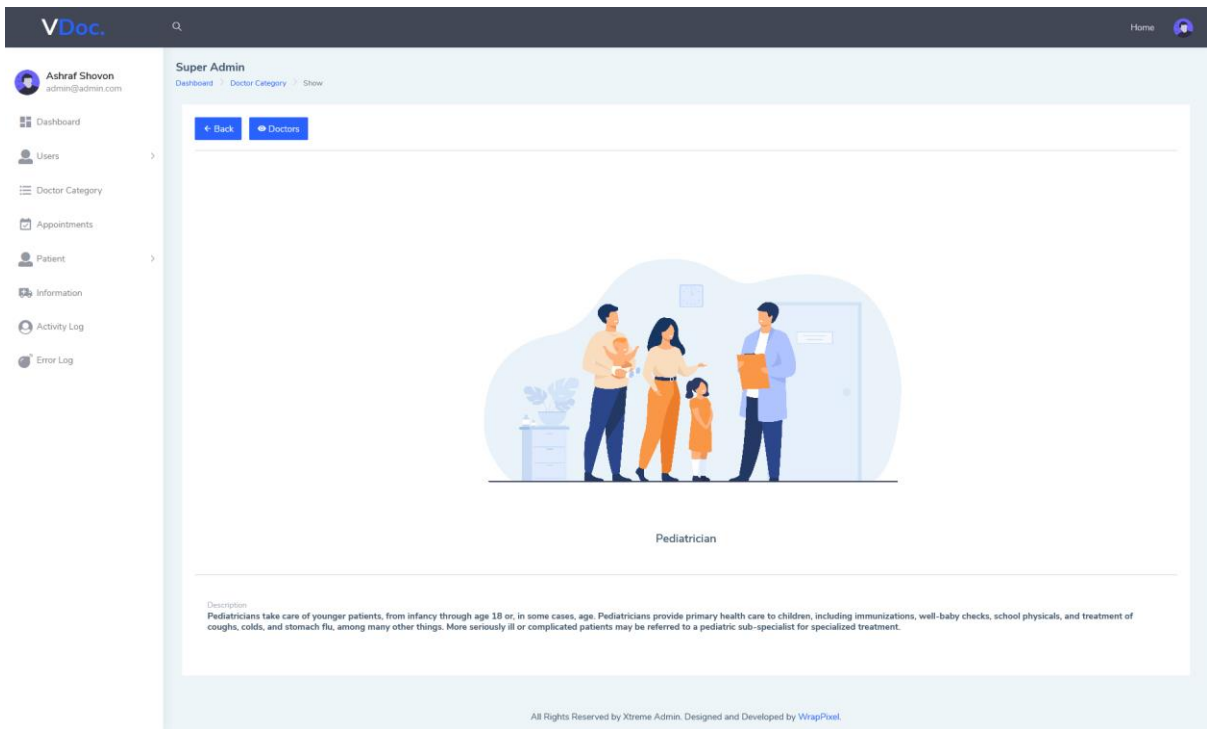 VDoc.
Home
Ashraf Shovon
admin@admin.com
Dashboard
Users
Doctor Category
Appointments
Patient
Information
Activity Log
Error Log
Super Admin
Dashboard > Doctor Category > Show
← Back
Doctors
Pediatrician
Description
Pediatricians take care of younger patients, from infancy through age 18 or, in some cases, age. Pediatricians provide primary health care to children, including immunizations, well-baby checks, school physicals, and treatment of
coughs, colds, and stomach flu, among many other things. More seriously ill or complicated patients may be referred to a pediatric sub-specialist for specialized treatment.
All Rights Reserved by Xtreme Admin. Designed and Developed by WrapPixel.